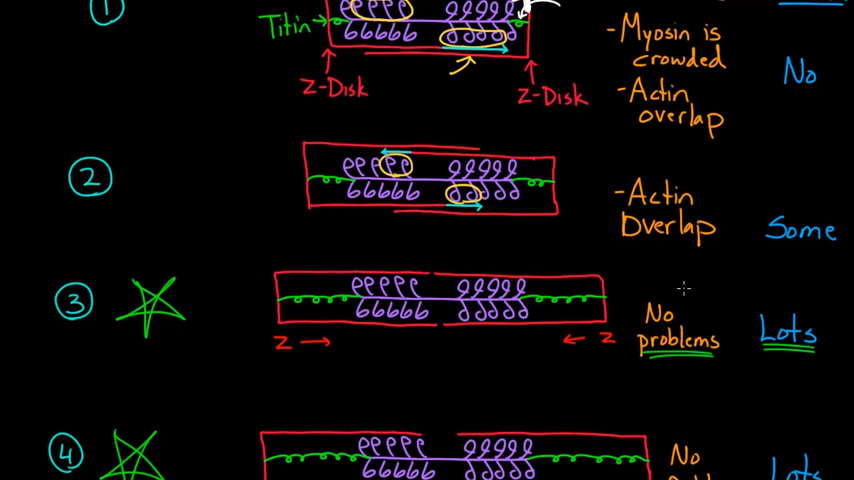 1
Titin
Z-Disk
Z-Disk
- Myosin is
crowded
- Actin
overlap
No
2
- Actin
Overlap
Some
3
Z
Z
No
problems
Lots
4
No
Lots